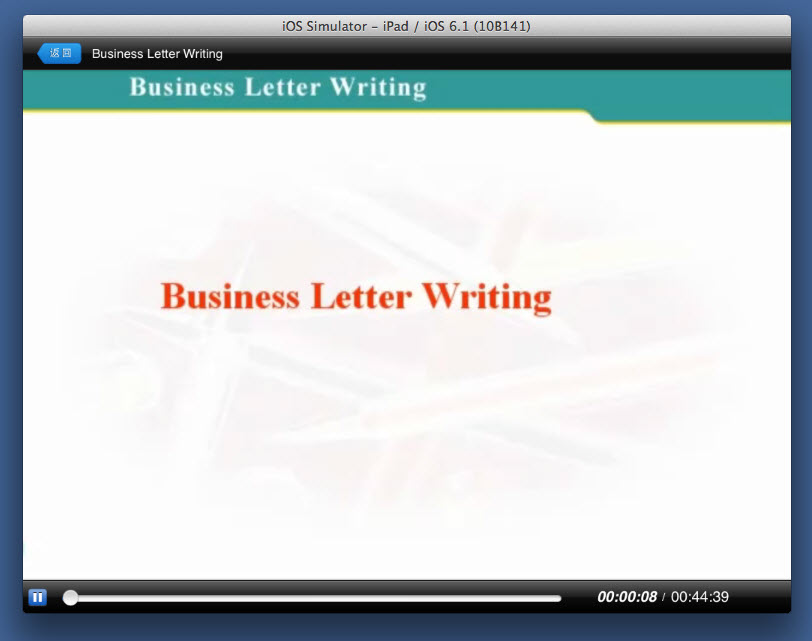 iOS Simulator – iPad / iOS 6.1 (10B141)
返回 Business Letter Writing
Business Letter Writing
Business Letter Writing
00:00:08 / 00:44:39